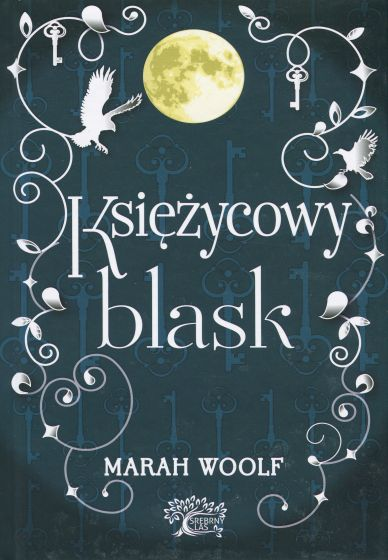 Księżycowy
blask
MARAH WOOLF
SREBRNY
LAS